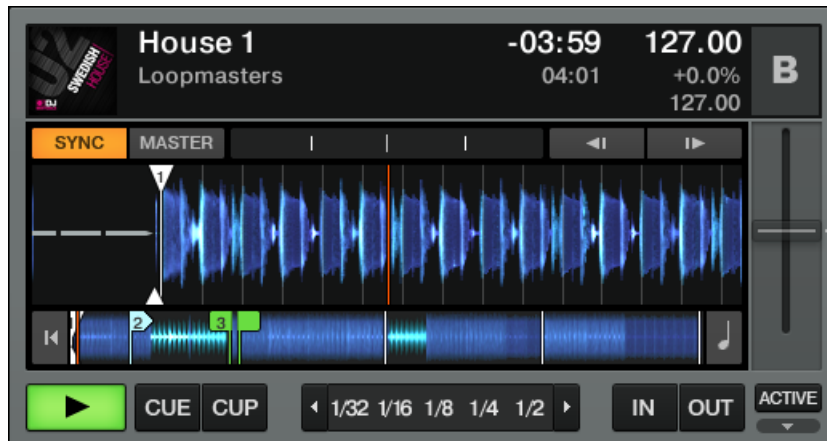 SWEDISH
HOUSE
DJ
House 1
Loopmasters
-03:59
04:01
127.00
+0.0%
127.00
B
SYNC
MASTER
1
2
3
CUE
CUP
1/32 1/16 1/8 1/4 1/2
IN
OUT
ACTIVE